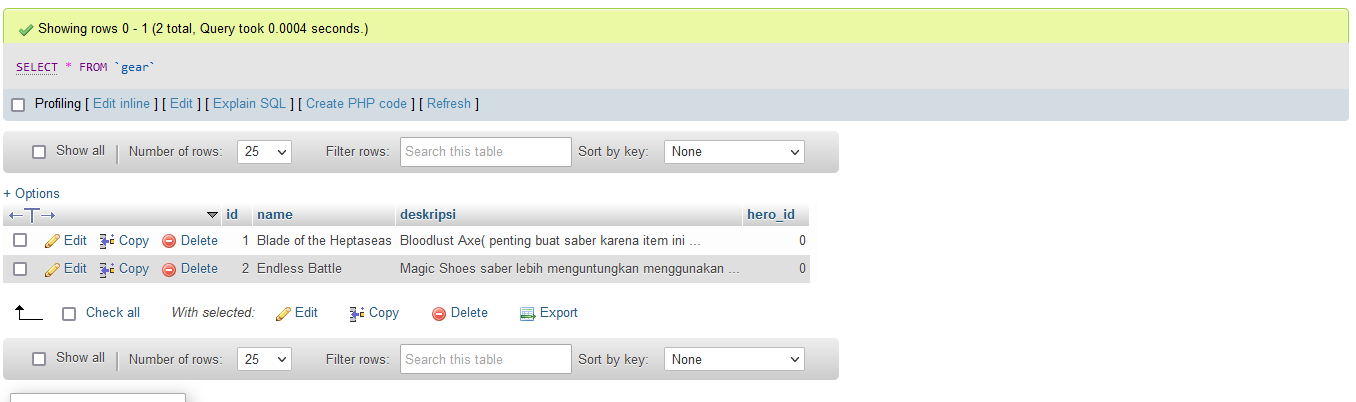 Showing rows 0 - 1 (2 total, Query took 0.0004 seconds.)
SELECT * FROM `gear`
Profiling [ Edit inline ] [ Edit ] [ Explain SQL ] [ Create PHP code ] [ Refresh ]
Show all | Number of rows: 25 Filter rows: Search this table Sort by key: None
+ Options
←T→ id name deskripsi hero_id
Edit Copy Delete 1 Blade of the Heptaseas Bloodlust Axe( penting buat saber karena item ini ... 0
Edit Copy Delete 2 Endless Battle Magic Shoes saber lebih menguntungkan menggunakan ... 0
Check all With selected: Edit Copy Delete Export
Show all | Number of rows: 25 Filter rows: Search this table Sort by key: None